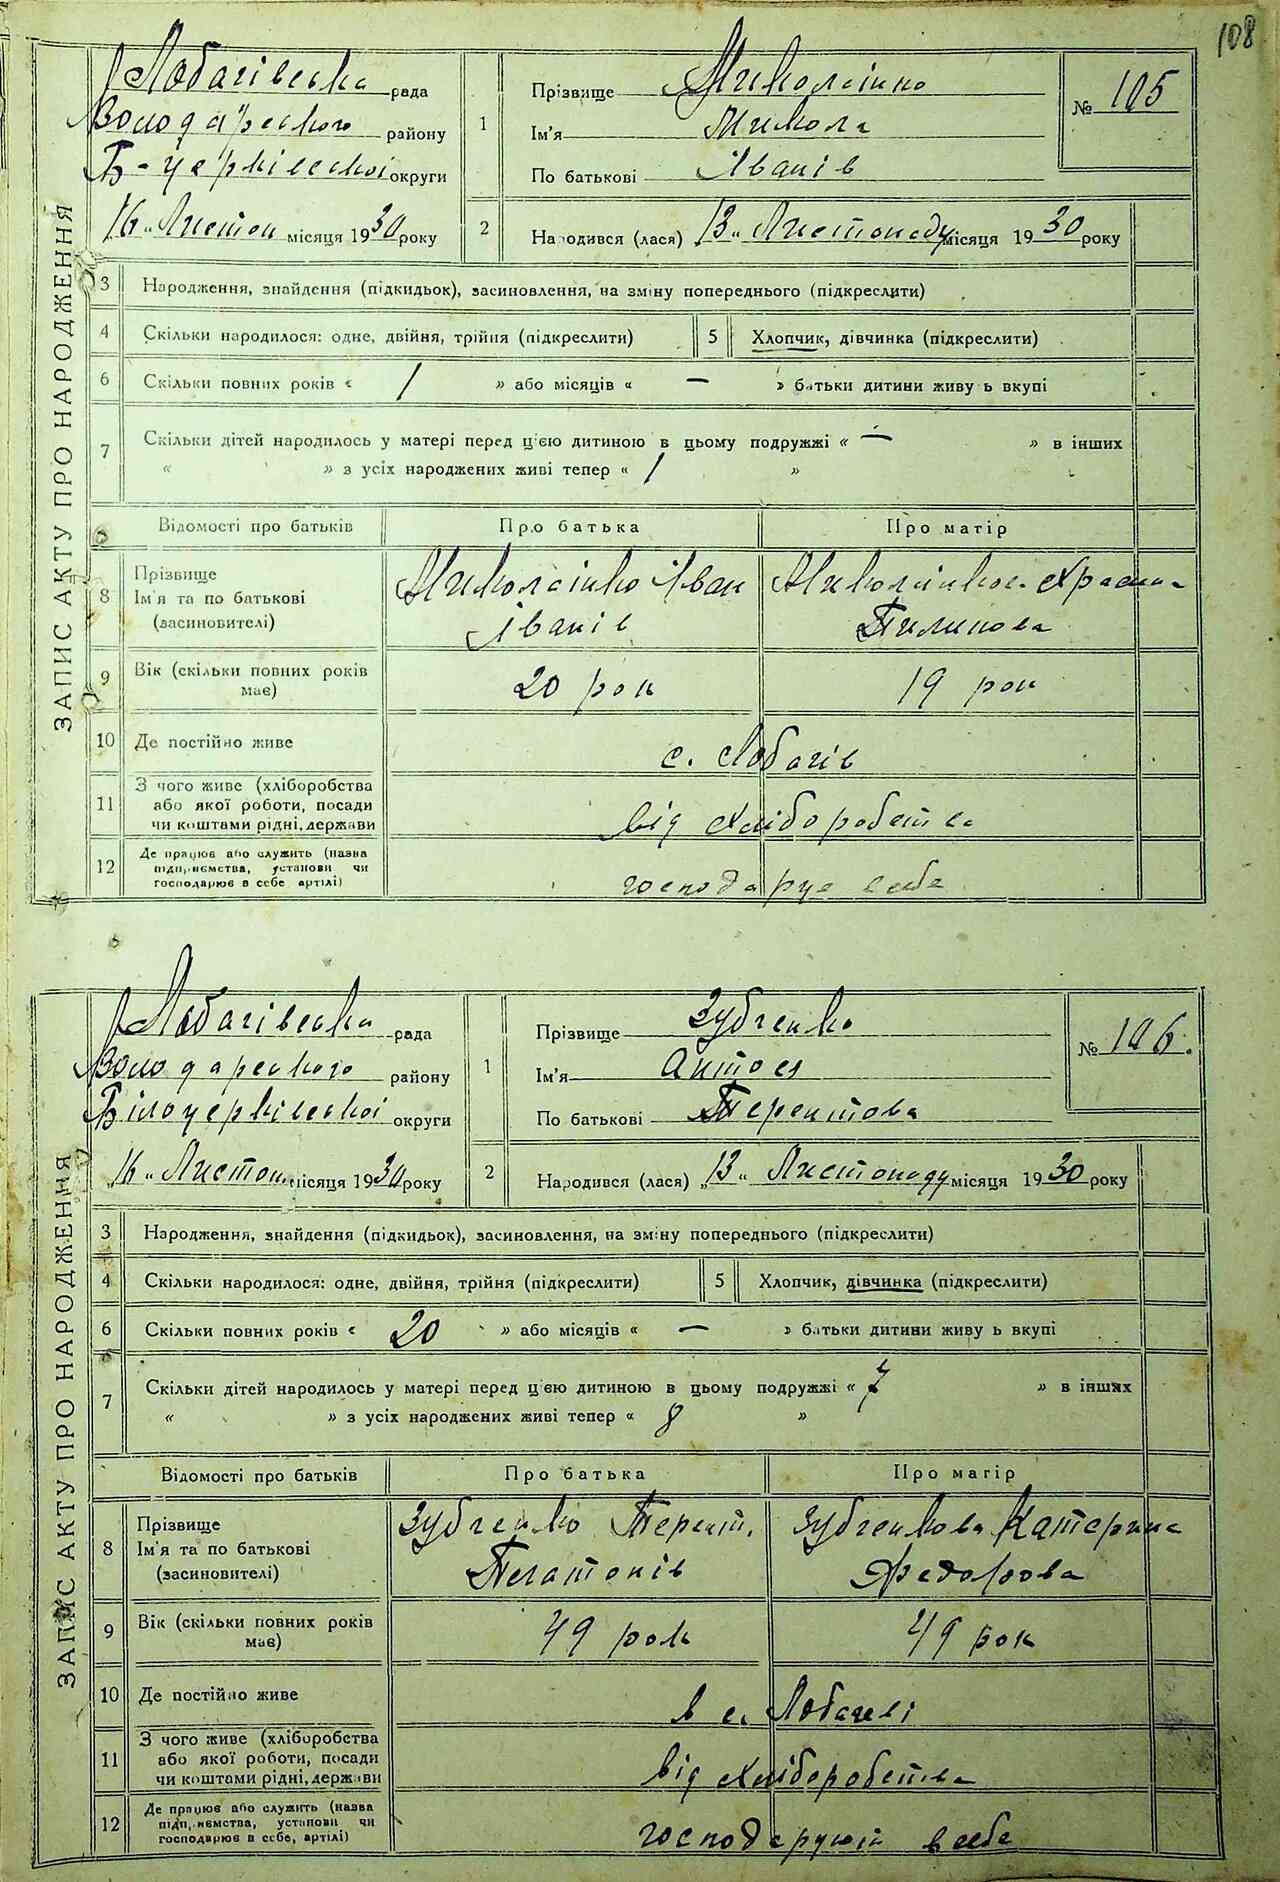 108
ЗАПИС АКТУ ПРО НАРОДЖЕННЯ
Лобачівська рада
Володарського району
Б-церківської округи
16 " Листоп місяця 1930 року
1 Прізвище Миколаінко
Ім'я Микола
По батькові Іванів
№ 105
2 Народився (лася) 13 " Листопаду місяця 1930 року
3 Народження, знайдення (підкидьок), засиновлення, на зміну попереднього (підкреслити)
4 Скільки народилося: одне, двійня, трійня (підкреслити) 5 Хлопчик, дівчинка (підкреслити)
6 Скільки повних років « 1 » або місяців « — » батьки дитини живу ь вкупі
7 Скільки дітей народилось у матері перед цією дитиною в цьому подружжі « — » в інших
« » з усіх народжених живі тепер « 1 »
Відомості про батьків Про батька Про матір
8 Прізвище
Ім'я та по батькові
(засиновителі)
Миколаінко Іван
Іванів
Миколаінкова
Пилипова
9 Вік (скільки повних років
має)
20 рок 19 рок
10 Де постійно живе с. Лобачів
11 З чого живе (хліборобства
або якої роботи, посади
чи коштами рідні, держави
від хліборобства
12 Де працює або служить (назва
підприємства, установи чи
господарює в себе артілі)
господарує в себе
ЗАПИС АКТУ ПРО НАРОДЖЕННЯ
Лобачівська рада
Володарського району
Білоцерківської округи
16 " Листоп місяця 1930 року
1 Прізвище Зубченко
Ім'я
По батькові Терентова
№ 106.
2 Народився (лася) „13" Листопаду місяця 1930 року
3 Народження, знайдення (підкидьок), засиновлення, на зміну попереднього (підкреслити)
4 Скільки народилося: одне, двійня, трійня (підкреслити) 5 Хлопчик, дівчинка (підкреслити)
6 Скільки повних років « 20 » або місяців « — » батьки дитини живу ь вкупі
7 Скільки дітей народилось у матері перед цією дитиною в цьому подружжі « 7 » в інших
« » з усіх народжених живі тепер « 8 »
Відомості про батьків Про батька Про матір
8 Прізвище
Ім'я та по батькові
(засиновителі)
Зубченко Терент.
Зубченкова Катерина
Федорова
9 Вік (скільки повних років
має)
49 рок 49 рок
10 Де постійно живе в с. Лобачеві
11 З чого живе (хліборобства
або якої роботи, посади
чи коштами рідні, держави
від хліборобства
12 Де працює або служить (назва
підприємства, установи чи
господарює в себе, артілі)
господарують в себе